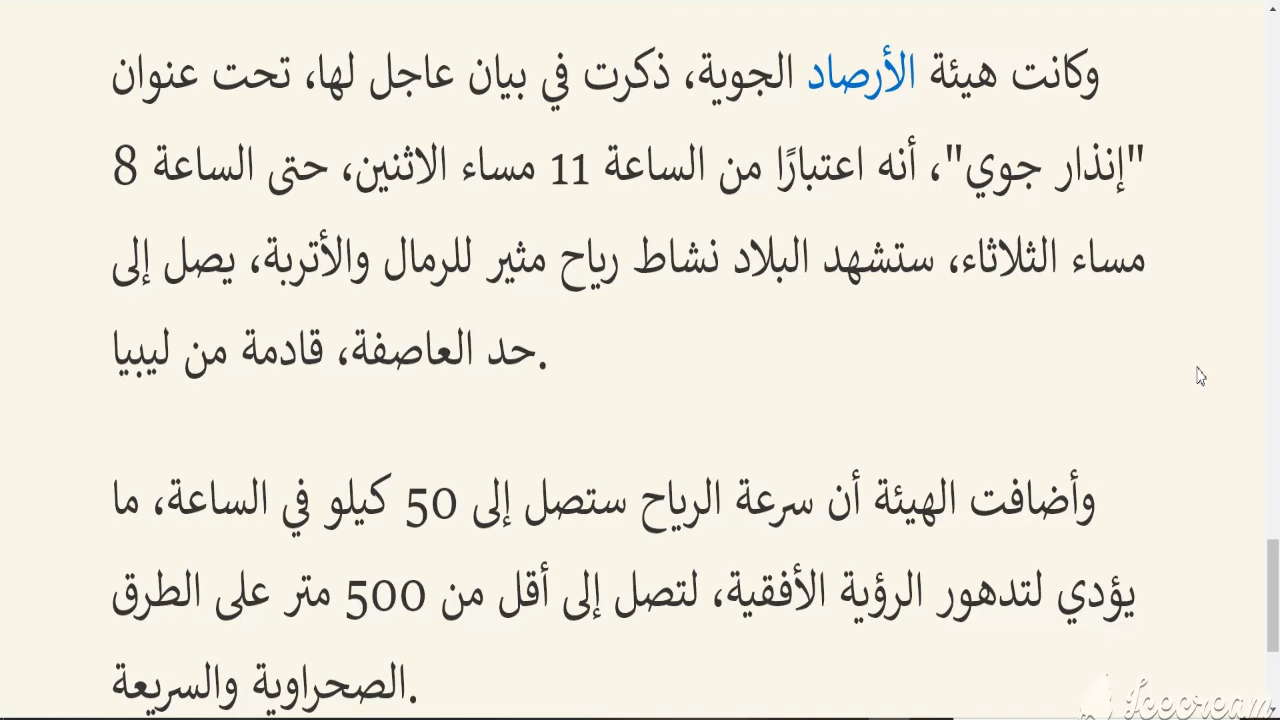 وكانت هيئة الأرصاد الجوية، ذكرت في بيان عاجل لها، تحت عنوان
"إنذار جوي"، أنه اعتبارًا من الساعة 11 مساء الاثنين، حتى الساعة 8
مساء الثلاثاء، ستشهد البلاد نشاط رياح مثير للرمال والأتربة، يصل إلى
حد العاصفة، قادمة من ليبيا.
وأضافت الهيئة أن سرعة الرياح ستصل إلى 50 كيلو في الساعة، ما
يؤدي لتدهور الرؤية الأفقية، لتصل إلى أقل من 500 متر على الطرق
الصحراوية والسريعة.
Icecream